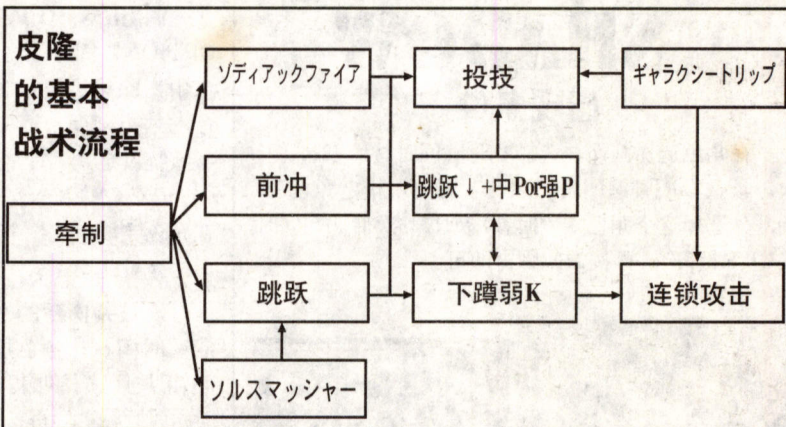 皮隆
的基本
战术流程
ゾディアックファイア
投技
ギャラクシートリップ
前冲
跳跃↓+中Por强P
牵制
跳跃
下蹲弱K
连锁攻击
ソルスマッシャー